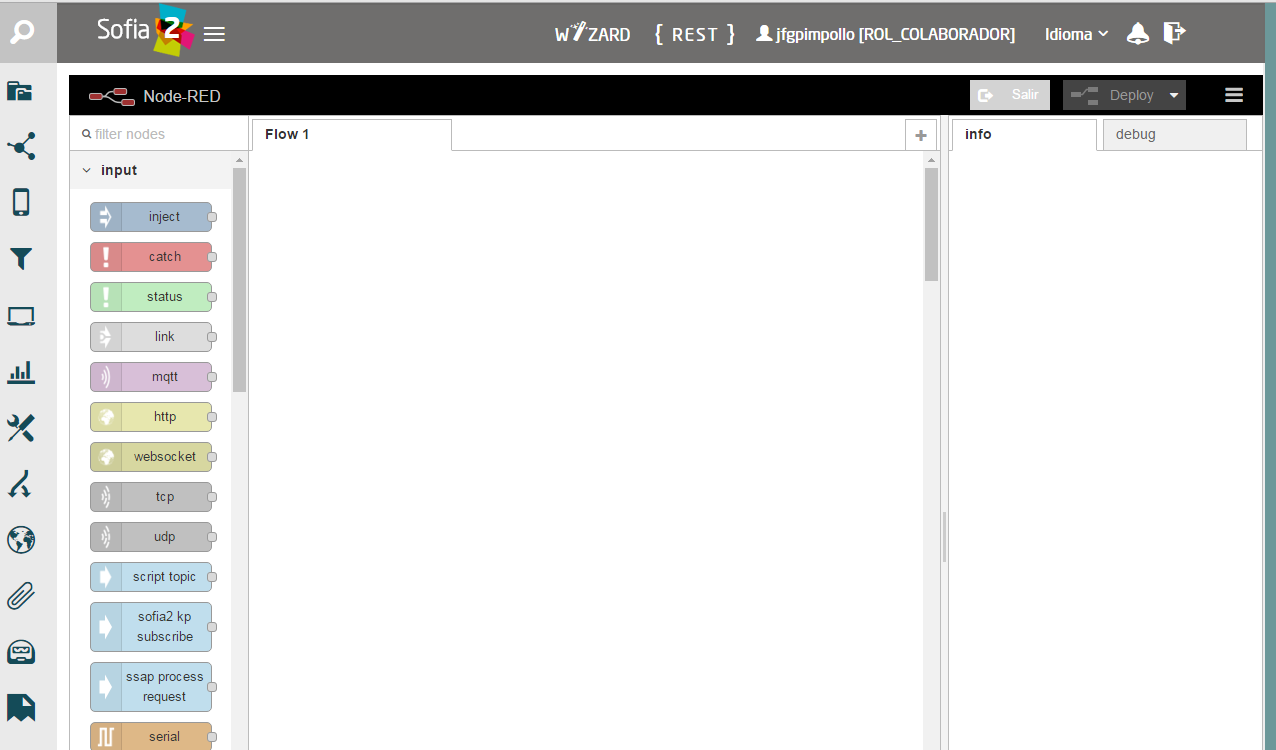 Sofia 2
WIZARD { REST } jfgpimpollo [ROL_COLABORADOR] Idioma
Node-RED Salir Deploy
filter nodes Flow 1 + info debug
input
inject
catch
status
link
mqtt
http
websocket
tcp
udp
script topic
sofia2 kp
subscribe
ssap process
request
serial